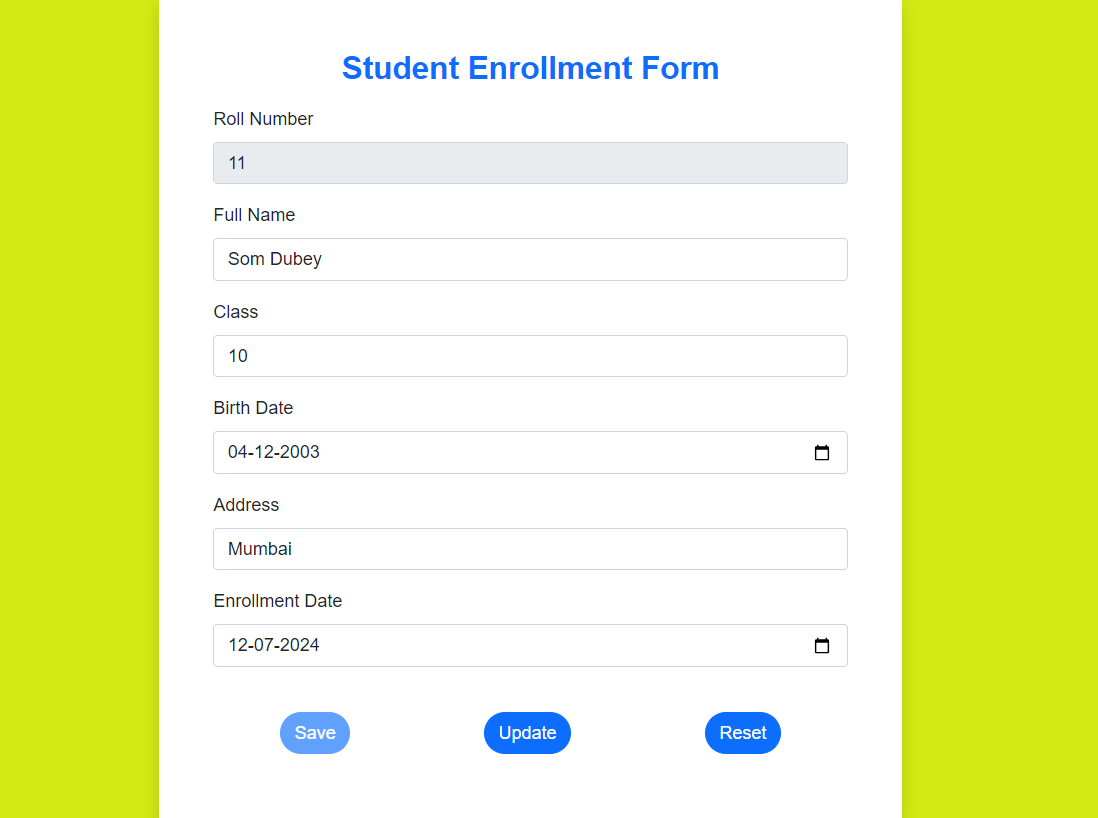 Student Enrollment Form
Roll Number
11
Full Name
Som Dubey
Class
10
Birth Date
04-12-2003
Address
Mumbai
Enrollment Date
12-07-2024
Save Update Reset